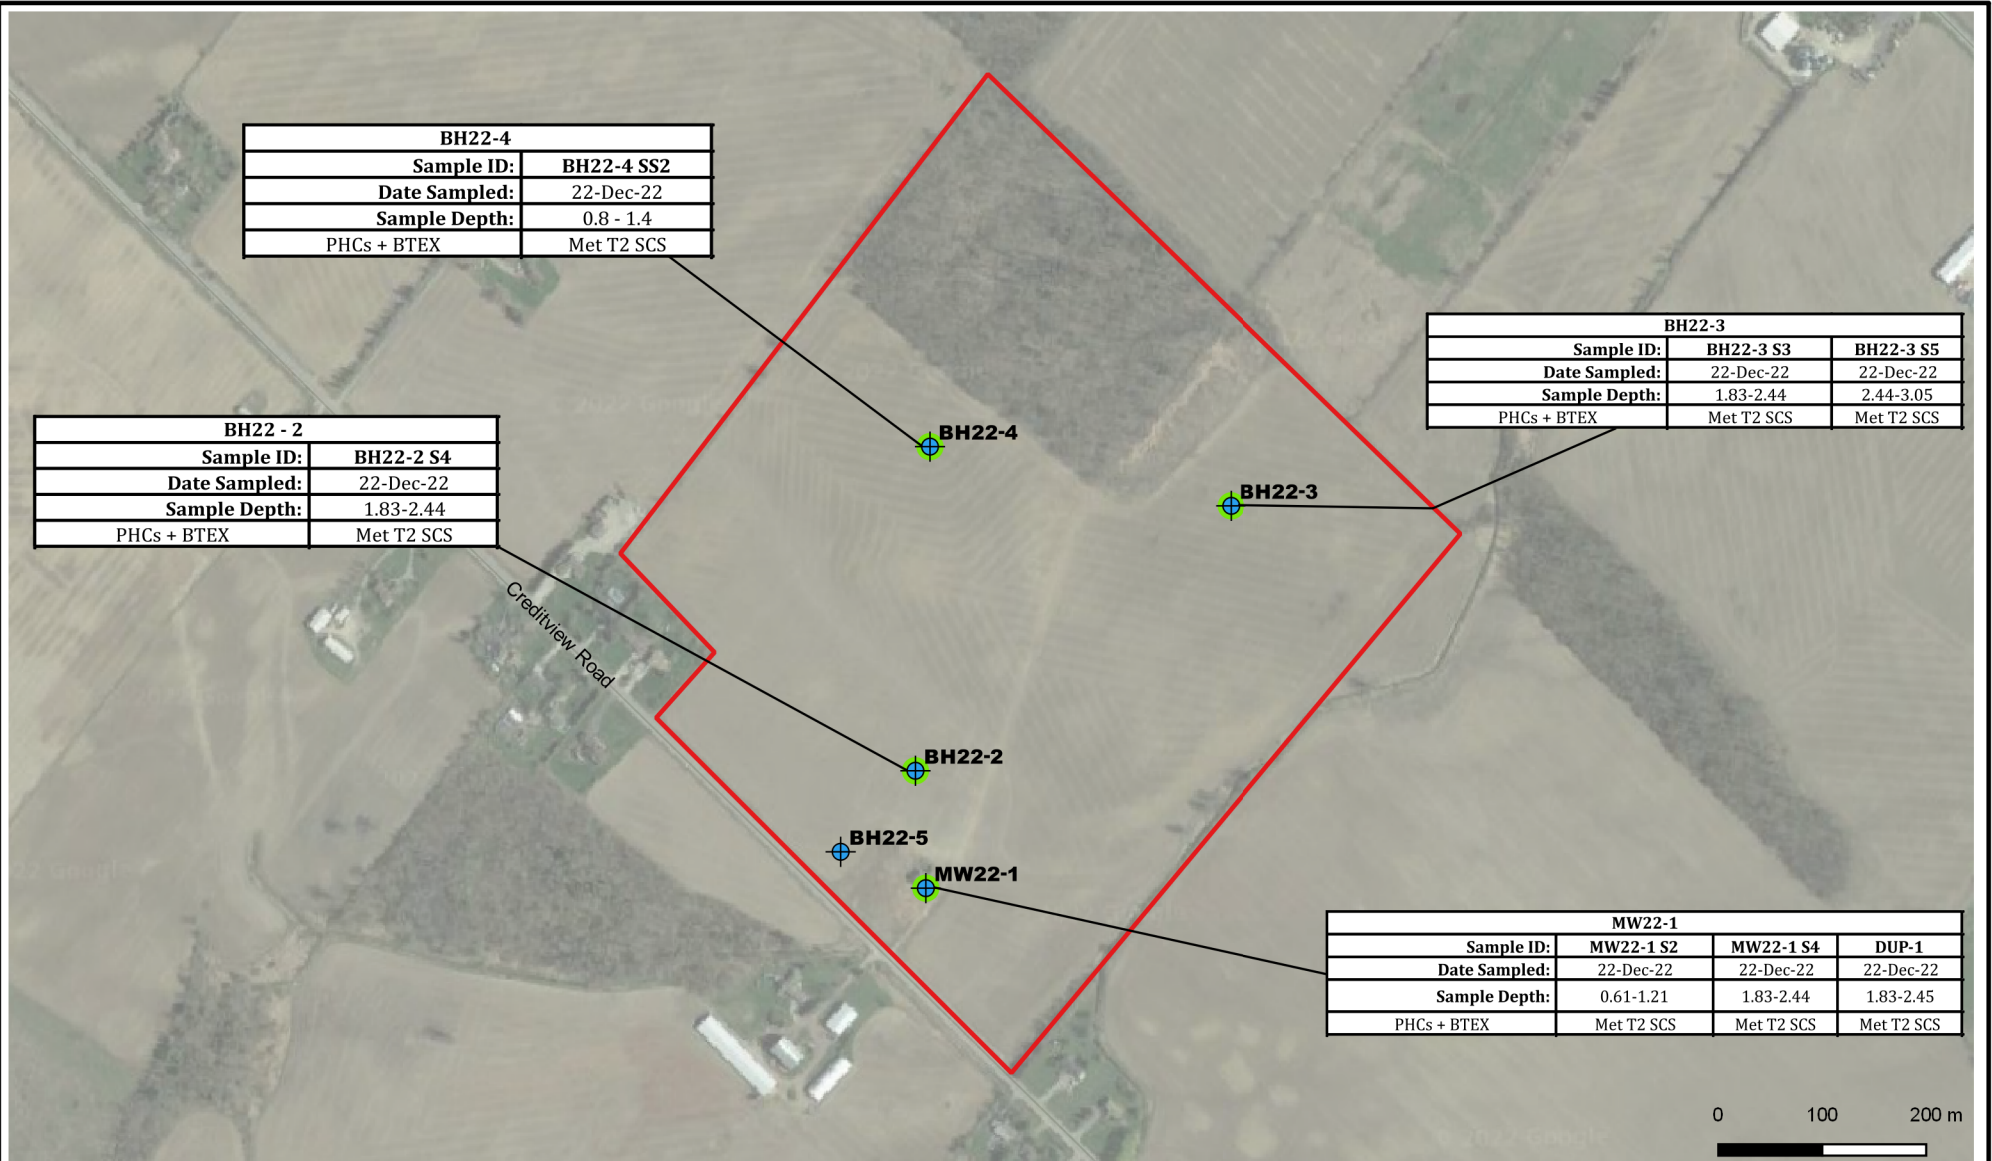 BH22-4
Sample ID: BH22-4 SS2
Date Sampled: 22-Dec-22
Sample Depth: 0.8 - 1.4
PHCs + BTEX Met T2 SCS
BH22-3
Sample ID: BH22-3 S3 BH22-3 S5
Date Sampled: 22-Dec-22 22-Dec-22
Sample Depth: 1.83-2.44 2.44-3.05
PHCs + BTEX Met T2 SCS Met T2 SCS
BH22 - 2
Sample ID: BH22-2 S4
Date Sampled: 22-Dec-22
Sample Depth: 1.83-2.44
PHCs + BTEX Met T2 SCS
BH22-4
BH22-3
Creditview Road
BH22-2
BH22-5
MW22-1
MW22-1
Sample ID: MW22-1 S2 MW22-1 S4 DUP-1
Date Sampled: 22-Dec-22 22-Dec-22 22-Dec-22
Sample Depth: 0.61-1.21 1.83-2.44 1.83-2.45
PHCs + BTEX Met T2 SCS Met T2 SCS Met T2 SCS
0 100 200 m
22 Google
© 2022 Google